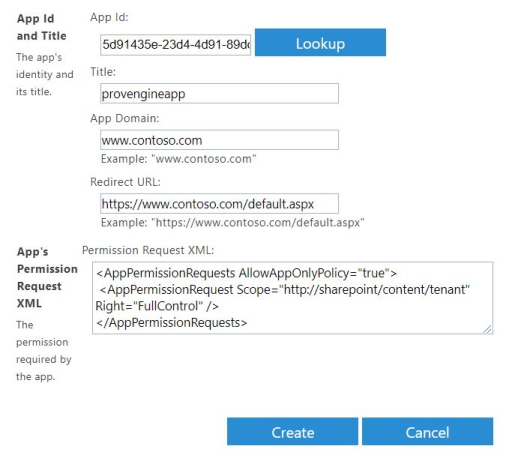 App Id and Title
The app's identity and its title.
App Id:
5d91435e-23d4-4d91-89d
Lookup
Title:
provengineapp
App Domain:
www.contoso.com
Example: "www.contoso.com"
Redirect URL:
https://www.contoso.com/default.aspx
Example: "https://www.contoso.com/default.aspx"
App's Permission Request XML
The permission required by the app.
Permission Request XML:
<AppPermissionRequests AllowAppOnlyPolicy="true">
<AppPermissionRequest Scope="http://sharepoint/content/tenant"
Right="FullControl" />
</AppPermissionRequests>
Create
Cancel